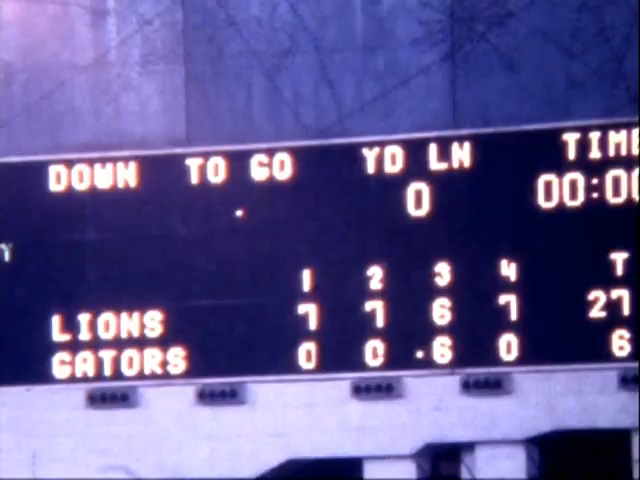 DOWN TO GO YD LN TIME
0 00:00
1 2 3 4 T
LIONS 7 7 6 7 27
GATORS 0 0 6 0 6